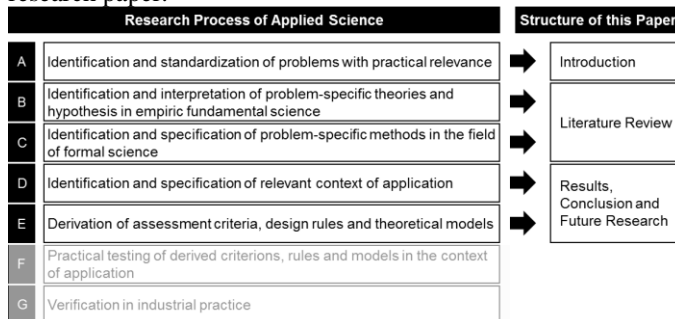 research paper.
Research Process of Applied Science
Structure of this Paper
A
Identification and standardization of problems with practical relevance
Introduction
B
Identification and interpretation of problem-specific theories and
hypothesis in empiric fundamental science
Literature Review
C
Identification and specification of problem-specific methods in the field
of formal science
D
Identification and specification of relevant context of application
Results,
Conclusion and
Future Research
E
Derivation of assessment criteria, design rules and theoretical models
F
Practical testing of derived criterions, rules and models in the context
of application
G
Verification in industrial practice